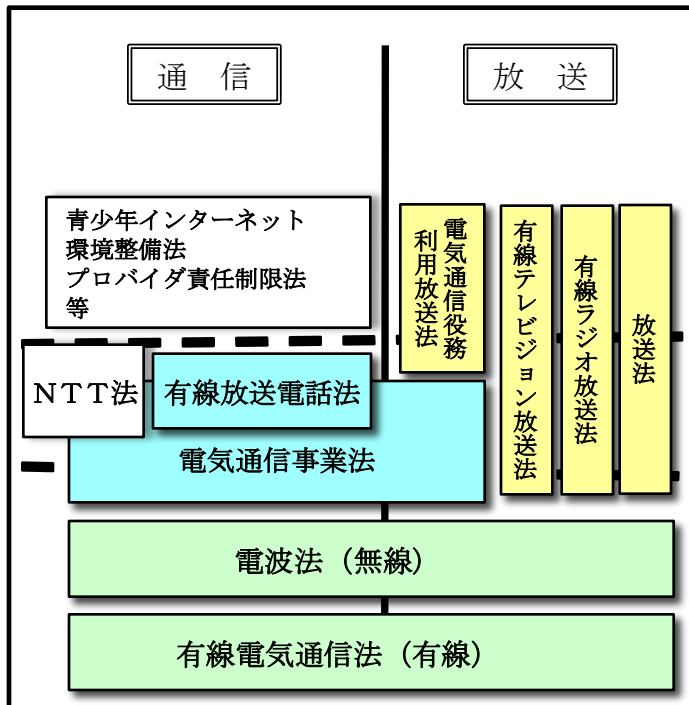 通　信
放　送
青少年インターネット
環境整備法
プロバイダ責任制限法
等
電気通信役務
利用放送法
有線テレビジョン放送法
有線ラジオ放送法
放送法
ＮＴＴ法
有線放送電話法
電気通信事業法
電波法（無線）
有線電気通信法（有線）